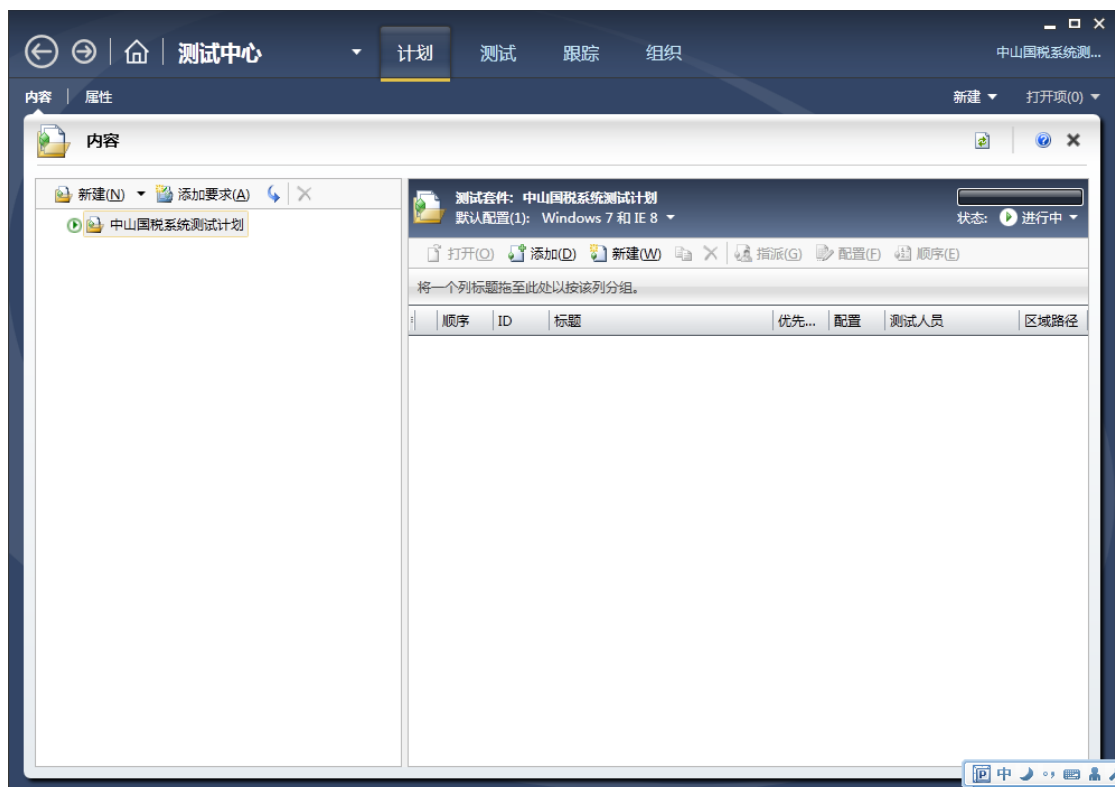 测试中心 计划 测试 跟踪 组织 中山国税系统测...
内容 属性 新建 打开项(0)
内容
新建(N) 添加要求(A)
中山国税系统测试计划
测试套件: 中山国税系统测试计划
默认配置(1): Windows 7 和 IE 8 状态: 进行中
打开(O) 添加(D) 新建(W) 指派(G) 配置(F) 顺序(E)
将一个列标题拖至此处以按该列分组。
顺序 ID 标题 优先... 配置 测试人员 区域路径
P 中